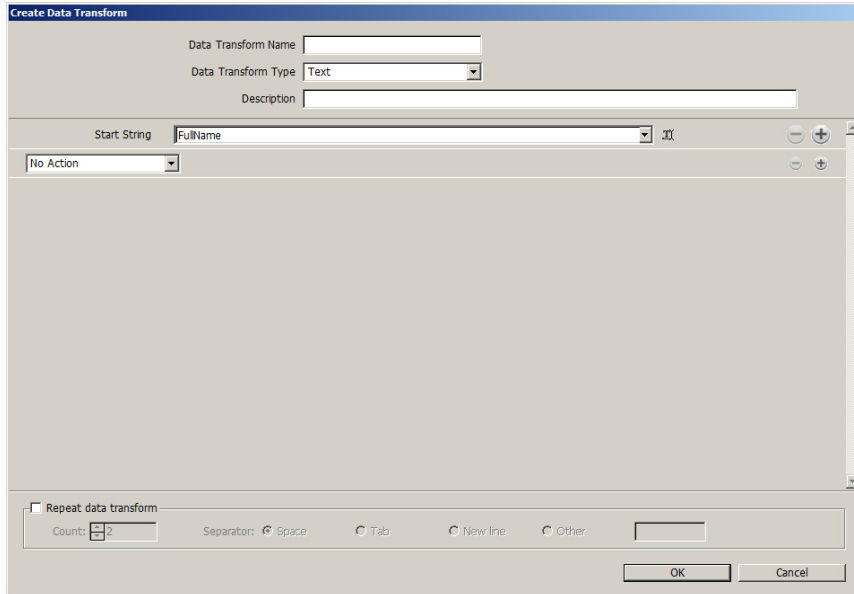 Create Data Transform
Data Transform Name
Data Transform Type Text
Description
Start String FullName
No Action
Repeat data transform
Count: 2 Separator: Space Tab New line Other
OK Cancel